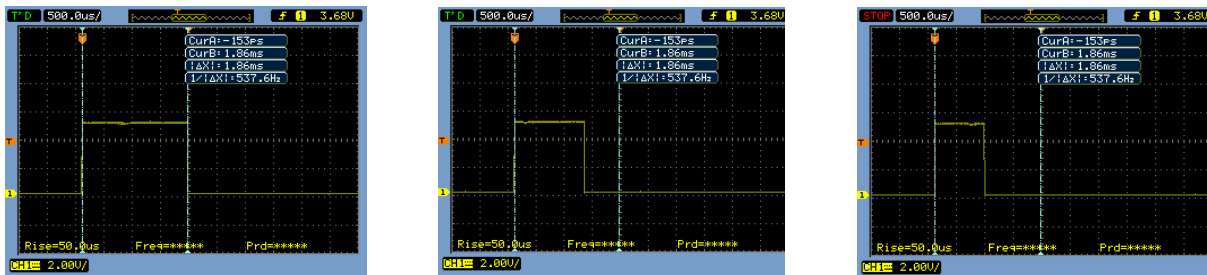 T'D 500.0us/ T f 1 3.68V
CurA:-153ps
CurB: 1.86ms
|ΔX|: 1.86ms
1/|ΔX|:537.6Hz
T
1
Rise=50.0us Freq=***** Prd=*****
CH1 2.00V/
T'D 500.0us/ T f 1 3.68V
CurA:-153ps
CurB: 1.86ms
|ΔX|: 1.86ms
1/|ΔX|:537.6Hz
T
1
Rise=50.0us Freq=***** Prd=*****
CH1 2.00V/
STOP 500.0us/ T f 1 3.68V
CurA:-153ps
CurB: 1.86ms
|ΔX|: 1.86ms
1/|ΔX|:537.6Hz
T
1
Rise=50.0us Freq=***** Prd=*****
CH1 2.00V/